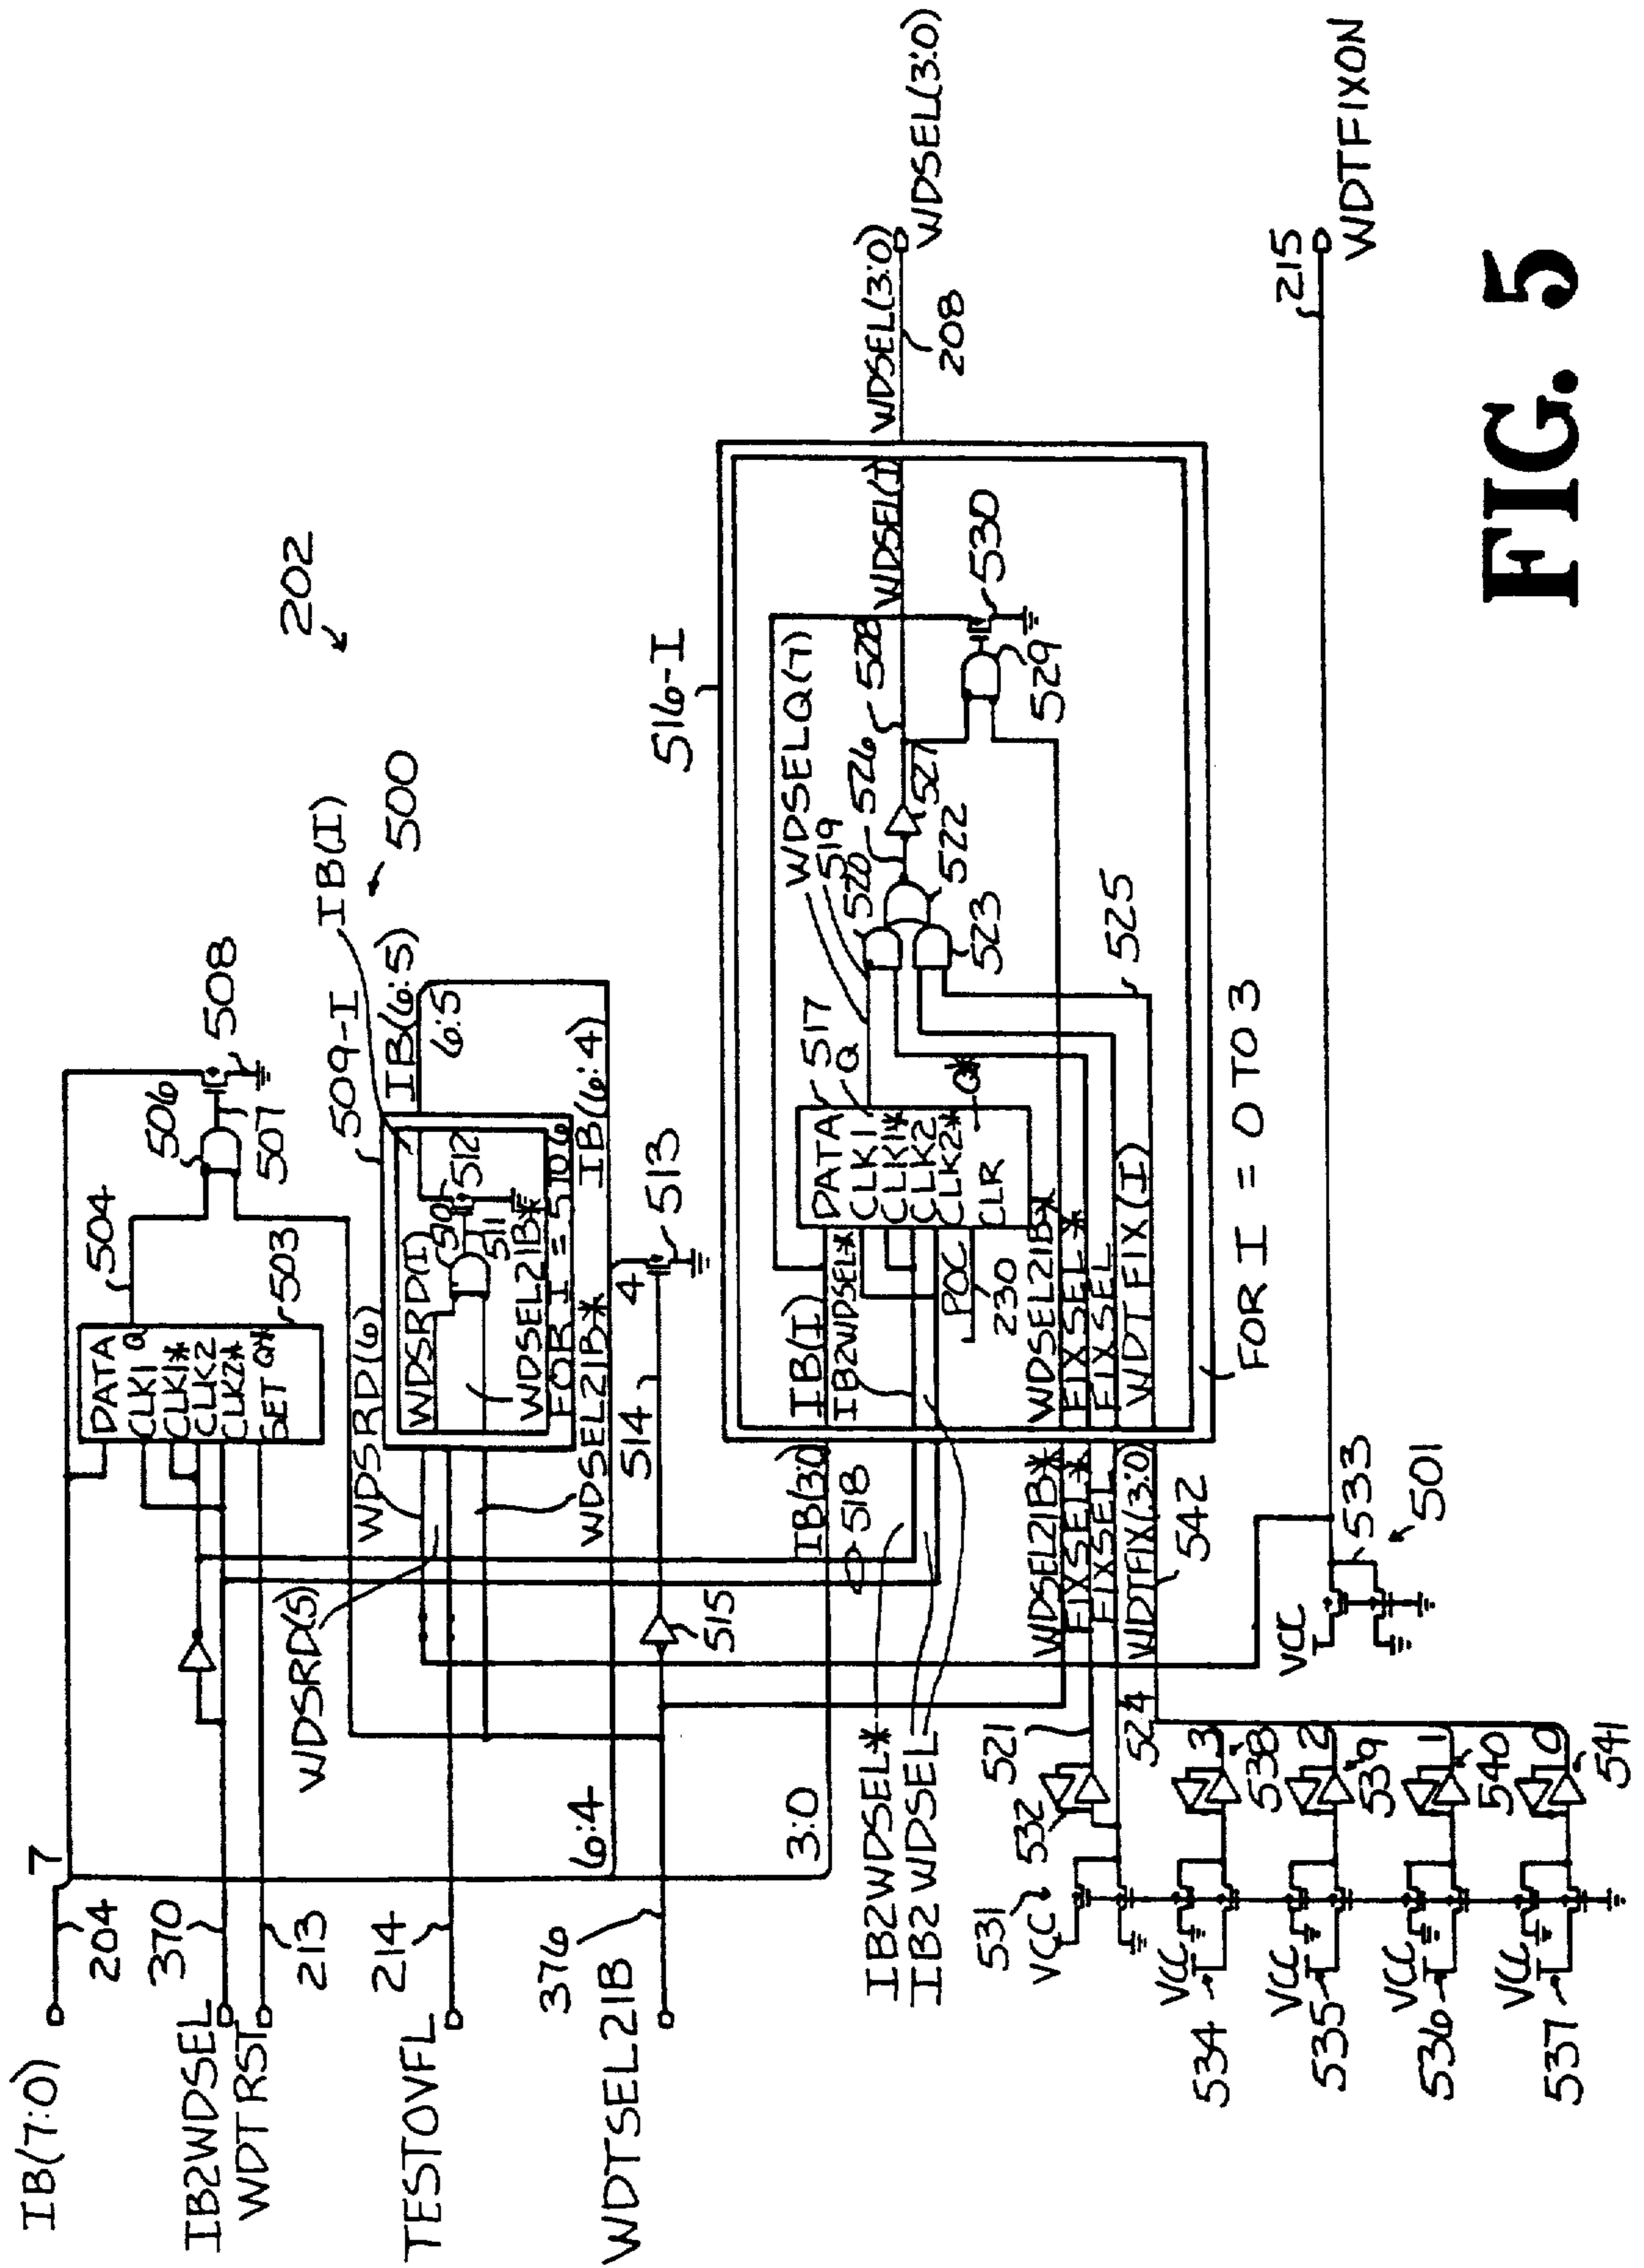 202
IB(7:0)
204
7
IB2WDSEL
370
WDTRST
213
TESTOVFL
214
WDTSEL2IB
376
6:4
3:0
DATA
CLK1
CLK1*
CLK2
CLK2*
SET
Q
Q*
503
504
506
507
508
WDSRD(5)
WDSRD(6)
509-I
IB(I)
500
IB(6:5)
6:5
WDSRD(I)
510
511
512
WDSEL2IB*
FOR I = 5 TO 6
WDSEL2IB*
IB(6:4)
4
513
514
515
516-I
IB(3:0)
518
IB2WDSEL*
IB2WDSEL
IB(I)
IB2WDSEL*
POC
230
DATA
CLK1
CLK1*
CLK2
CLK2*
CLR
517
Q
Q*
WDSELQ(7)
519
520
522
523
525
526
527
528
529
530
WDSEL(I)
WDSEL(3:0)
208
WDSEL(3:0)
WDSEL2IB*
FIXSEL*
FIXSEL
WDTFIX(3:0)
542
WDSEL2IB*
FIXSEL*
FIXSEL
WDTFIX(I)
FOR I = 0 TO 3
521
524
531
532
VCC
VCC
534
3
538
VCC
535
2
539
VCC
536
1
540
VCC
537
0
541
VCC
533
501
215
WDTFIXON
FIG. 5